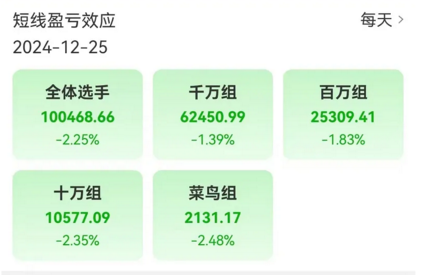 短线盈亏效应
每天 >
2024-12-25
全体选手
100468.66
-2.25%
千万组
62450.99
-1.39%
百万组
25309.41
-1.83%
十万组
10577.09
-2.35%
菜鸟组
2131.17
-2.48%